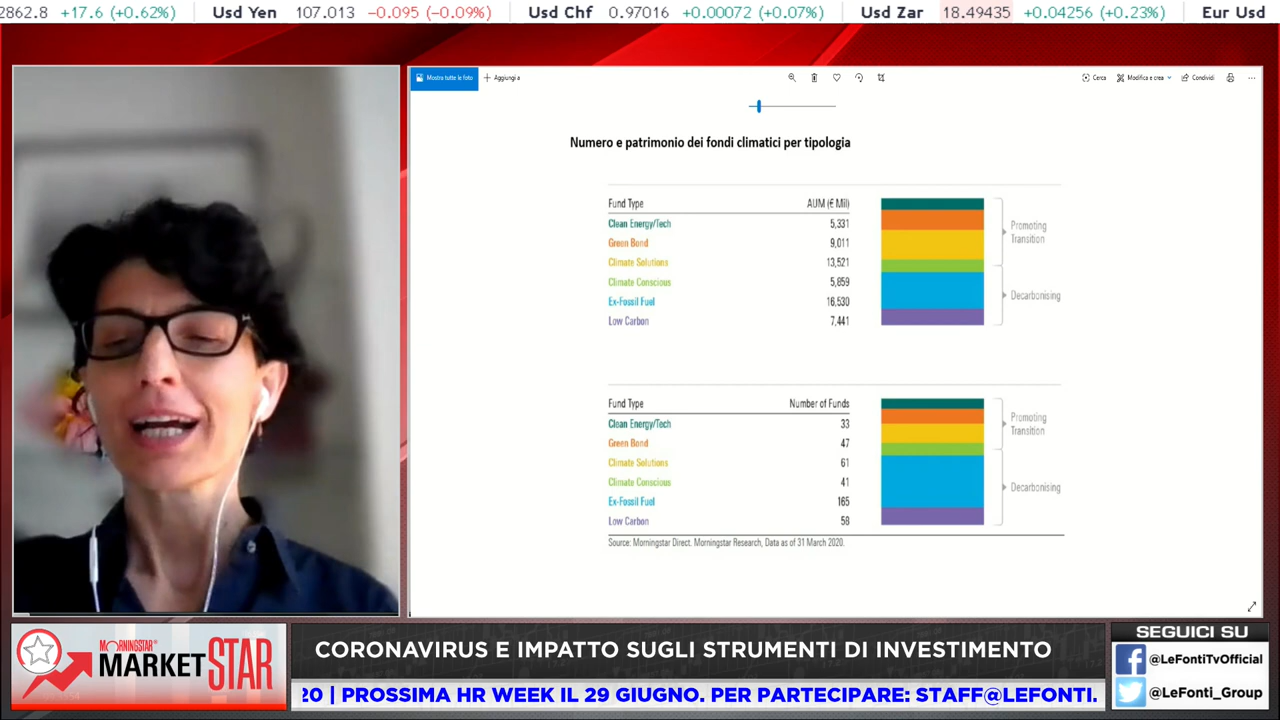 2862.8 +17.6 (+0.62%) Usd Yen 107.013 −0.095 (−0.09%) Usd Chf 0.97016 +0.00072 (+0.07%) Usd Zar 18.49435 +0.04256 (+0.23%) Eur Usd
Mostra tutte le foto Aggiungi a Cerca Modifica e crea Condividi
Numero e patrimonio dei fondi climatici per tipologia
Fund Type AUM (€ Mil)
Clean Energy/Tech 5,331
Green Bond 9,011
Climate Solutions 13,521
Climate Conscious 5,859
Ex-Fossil Fuel 16,530
Low Carbon 7,441
Promoting
Transition
Decarbonising
Fund Type Number of Funds
Clean Energy/Tech 33
Green Bond 47
Climate Solutions 61
Climate Conscious 41
Ex-Fossil Fuel 165
Low Carbon 58
Promoting
Transition
Decarbonising
Source: Morningstar Direct. Morningstar Research, Data as of 31 March 2020.
MORNINGSTAR
MARKET STAR
CORONAVIRUS E IMPATTO SUGLI STRUMENTI DI INVESTIMENTO
20 | PROSSIMA HR WEEK IL 29 GIUGNO. PER PARTECIPARE: STAFF@LEFONTI.
SEGUICI SU
@LeFontiTvOfficial
@LeFonti_Group